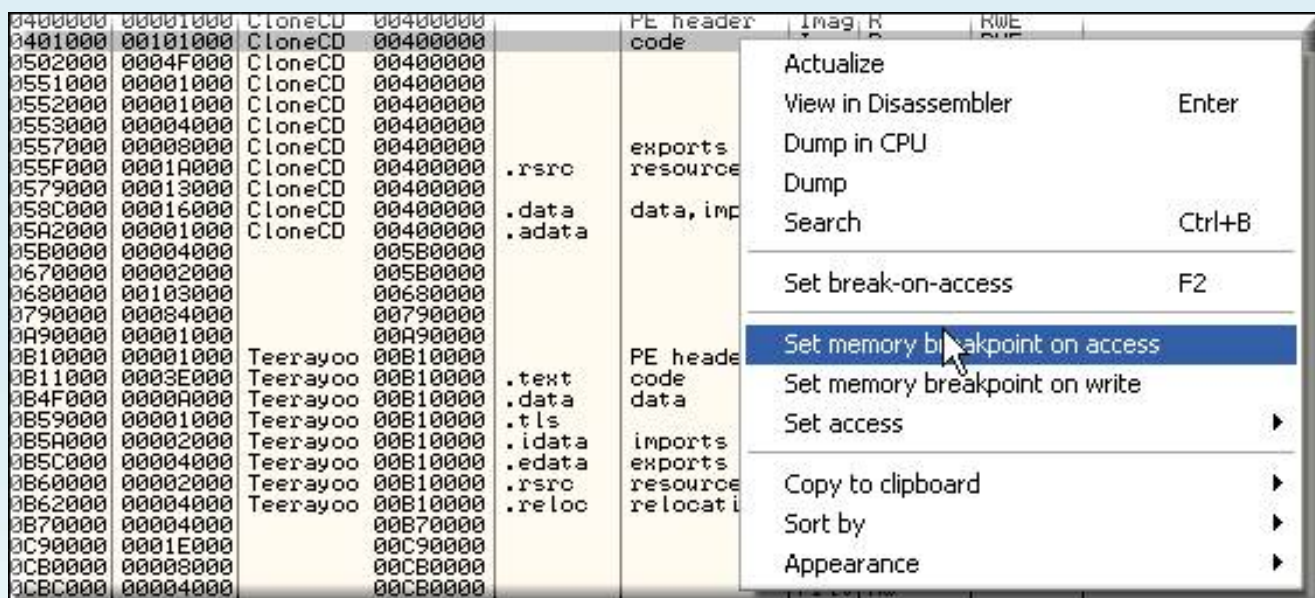 0400000 00001000 CloneCD 00400000 PE header Imag R RWE
0401000 00101000 CloneCD 00400000 code
0502000 0004F000 CloneCD 00400000
0551000 00001000 CloneCD 00400000
0552000 00001000 CloneCD 00400000
0553000 00004000 CloneCD 00400000
0557000 00008000 CloneCD 00400000 exports
055F000 0001A000 CloneCD 00400000 .rsrc resource
0579000 00013000 CloneCD 00400000
058C000 00016000 CloneCD 00400000 .data data,imp
05A2000 00001000 CloneCD 00400000 .adata
05B0000 00004000 005B0000
0670000 00002000 005B0000
0680000 00103000 00680000
0790000 00084000 00790000
0A90000 00001000 00A90000
0B10000 00001000 Teerayoo 00B10000 PE heade
0B11000 0003E000 Teerayoo 00B10000 .text code
0B4F000 0000A000 Teerayoo 00B10000 .data data
0B59000 00001000 Teerayoo 00B10000 .tls
0B5A000 00002000 Teerayoo 00B10000 .idata imports
0B5C000 00004000 Teerayoo 00B10000 .edata exports
0B60000 00002000 Teerayoo 00B10000 .rsrc resource
0B62000 00004000 Teerayoo 00B10000 .reloc relocati
0B70000 00004000 00B70000
0C90000 0001E000 00C90000
0CB0000 00008000 00CB0000
0CBC000 00004000 00CB0000
Actualize
View in Disassembler Enter
Dump in CPU
Dump
Search Ctrl+B
Set break-on-access F2
Set memory breakpoint on access
Set memory breakpoint on write
Set access
Copy to clipboard
Sort by
Appearance